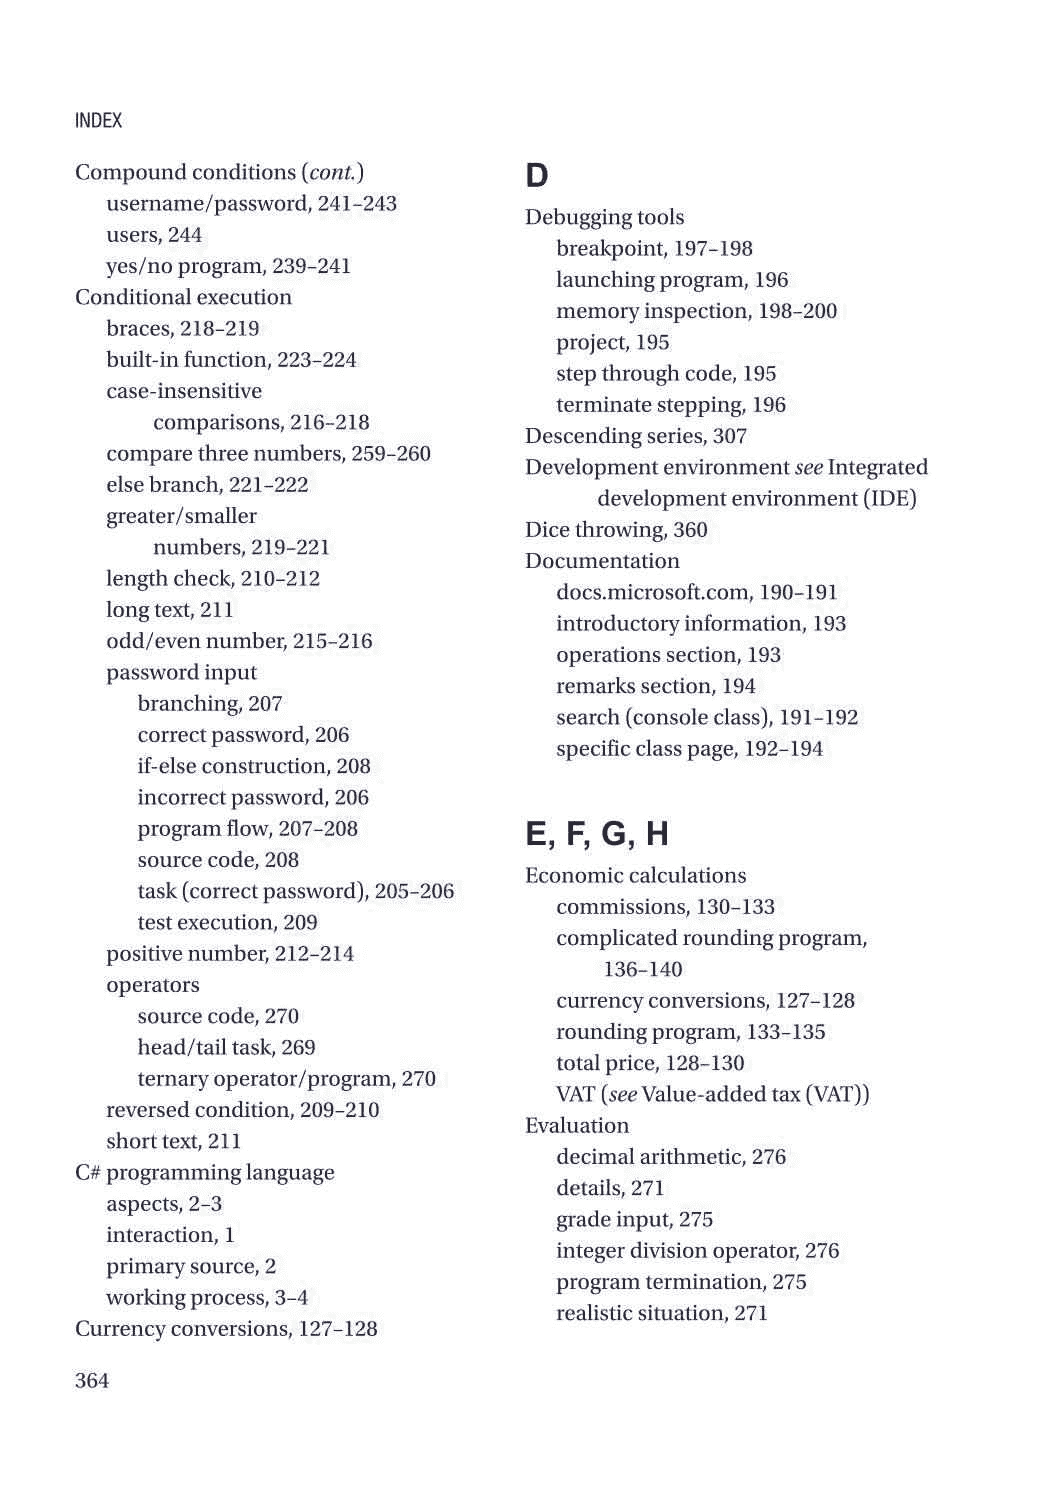 INDEX
Compound conditions (cont.)
username/password, 241–243
users, 244
yes/no program, 239–241
Conditional execution
braces, 218–219
built-in function, 223–224
case-insensitive
comparisons, 216–218
compare three numbers, 259–260
else branch, 221–222
greater/smaller
numbers, 219–221
length check, 210–212
long text, 211
odd/even number, 215–216
password input
branching, 207
correct password, 206
if-else construction, 208
incorrect password, 206
program flow, 207–208
source code, 208
task (correct password), 205–206
test execution, 209
positive number, 212–214
operators
source code, 270
head/tail task, 269
ternary operator/program, 270
reversed condition, 209–210
short text, 211
C# programming language
aspects, 2–3
interaction, 1
primary source, 2
working process, 3–4
Currency conversions, 127–128
D
Debugging tools
breakpoint, 197–198
launching program, 196
memory inspection, 198–200
project, 195
step through code, 195
terminate stepping, 196
Descending series, 307
Development environment see Integrated
development environment (IDE)
Dice throwing, 360
Documentation
docs.microsoft.com, 190–191
introductory information, 193
operations section, 193
remarks section, 194
search (console class), 191–192
specific class page, 192–194
E, F, G, H
Economic calculations
commissions, 130–133
complicated rounding program,
136–140
currency conversions, 127–128
rounding program, 133–135
total price, 128–130
VAT (see Value-added tax (VAT))
Evaluation
decimal arithmetic, 276
details, 271
grade input, 275
integer division operator, 276
program termination, 275
realistic situation, 271
364